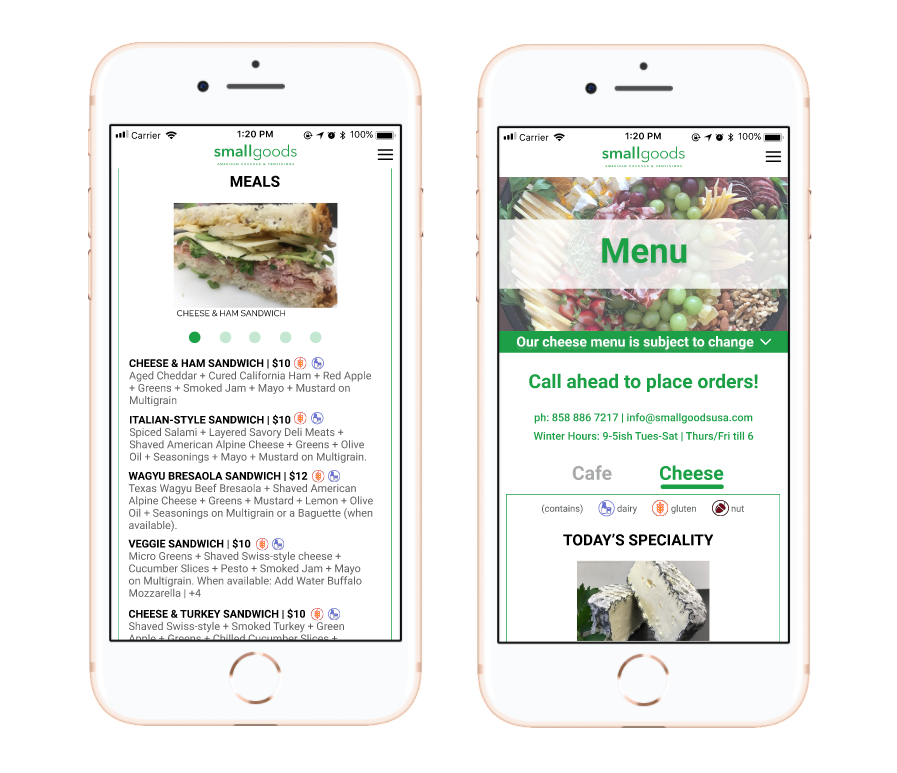 Carrier 1:20 PM 100%
smallgoods
AMERICAN CHEESES & PROVISIONS
MEALS
CHEESE & HAM SANDWICH
CHEESE & HAM SANDWICH | $10
Aged Cheddar + Cured California Ham + Red Apple
+ Greens + Smoked Jam + Mayo + Mustard on
Multigrain
ITALIAN-STYLE SANDWICH | $10
Spiced Salami + Layered Savory Deli Meats +
Shaved American Alpine Cheese + Greens + Olive
Oil + Seasonings + Mayo + Mustard on Multigrain.
WAGYU BRESAOLA SANDWICH | $12
Texas Wagyu Beef Bresaola + Shaved American
Alpine Cheese + Greens + Mustard + Lemon + Olive
Oil + Seasonings on Multigrain or a Baguette (when
available).
VEGGIE SANDWICH | $10
Micro Greens + Shaved Swiss-style cheese +
Cucumber Slices + Pesto + Smoked Jam + Mayo
on Multigrain. When available: Add Water Buffalo
Mozzarella | +4
CHEESE & TURKEY SANDWICH | $10
Shaved Swiss-style + Smoked Turkey + Green
Apple + Greens + Chilled Cucumber Slices +
Carrier 1:20 PM 100%
smallgoods
AMERICAN CHEESES & PROVISIONS
Menu
Our cheese menu is subject to change
Call ahead to place orders!
ph: 858 886 7217 | info@smallgoodsusa.com
Winter Hours: 9-5ish Tues-Sat | Thurs/Fri till 6
Cafe Cheese
(contains) dairy gluten nut
TODAY'S SPECIALITY